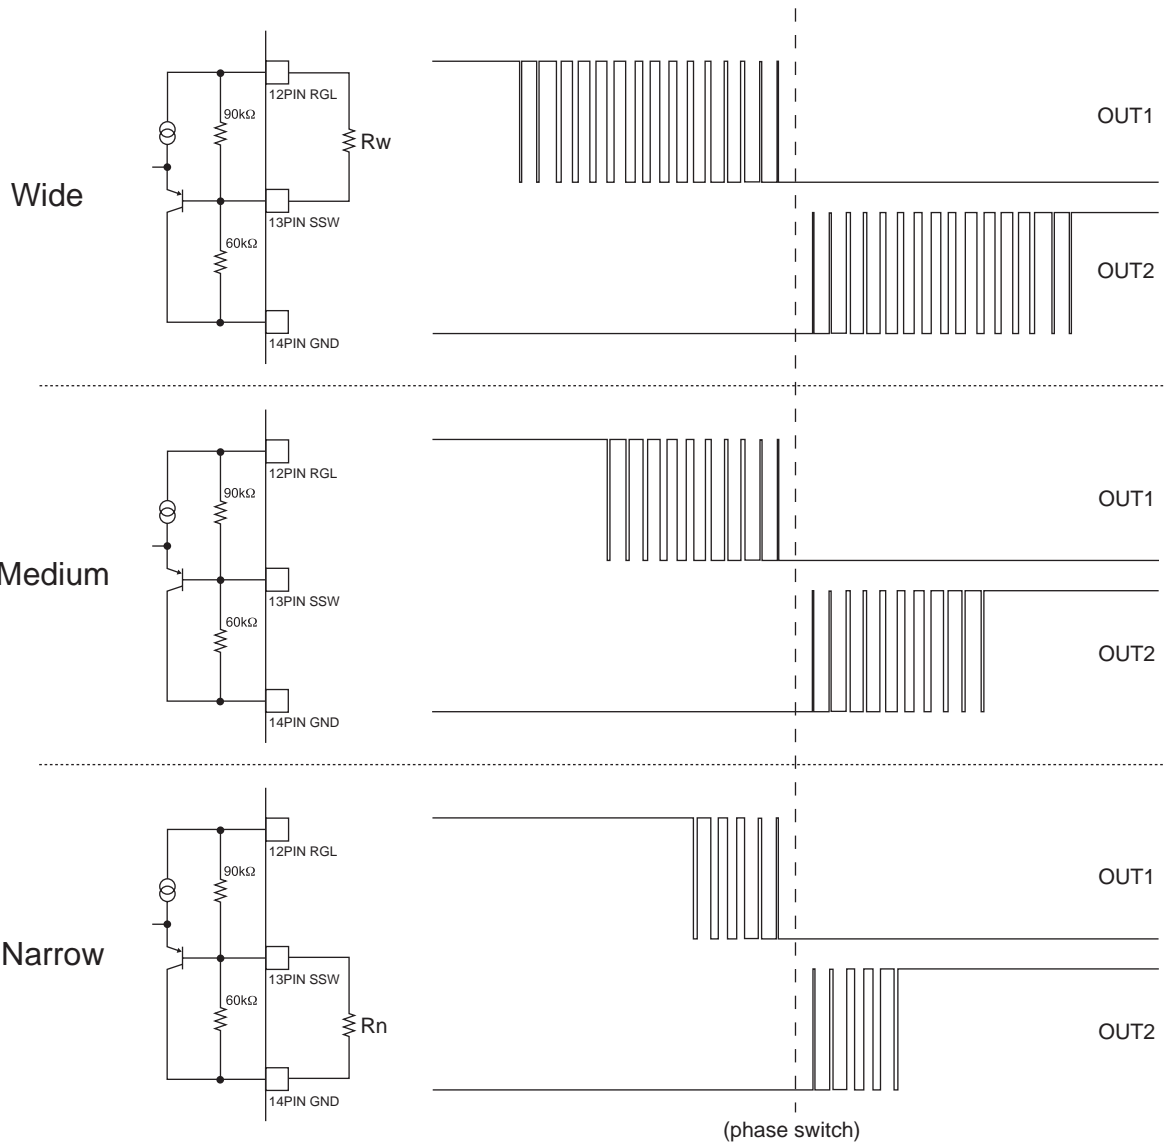 12PIN RGL
90kΩ
Rw
OUT1
Wide
13PIN SSW
60kΩ
OUT2
14PIN GND
12PIN RGL
90kΩ
OUT1
Medium
13PIN SSW
60kΩ
OUT2
14PIN GND
12PIN RGL
90kΩ
OUT1
Narrow
13PIN SSW
60kΩ
Rn
OUT2
14PIN GND
(phase switch)